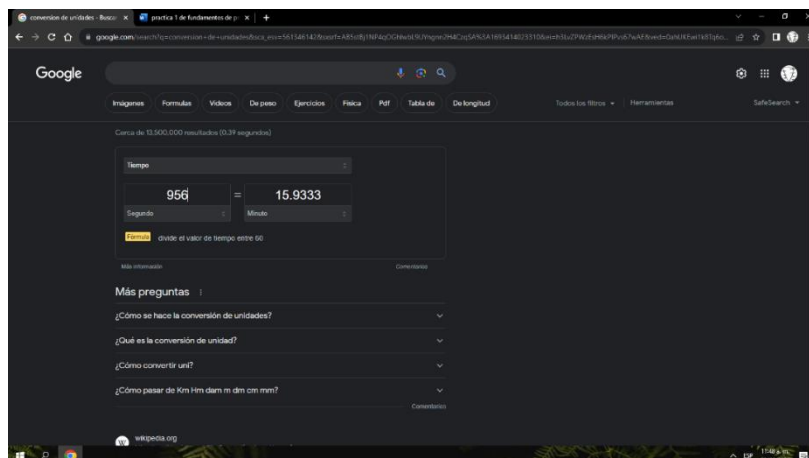 conversion de unidades - Busca
practica 1 de fundamentos de p
Google
Imágenes Formulas Videos De peso Ejercicios Física Pdf Tabla de De longitud Todos los filtros Herramientas SafeSearch
Cerca de 13,500,000 resultados (0.39 segundos)
Tiempo
956 = 15.9333
Segundo Minuto
Fórmula divide el valor de tiempo entre 60
Más información Comentarios
Más preguntas
¿Cómo se hace la conversión de unidades?
¿Qué es la conversión de unidad?
¿Cómo convertir uni?
¿Cómo pasar de Km Hm dam m dm cm mm?
Comentarios
wikipedia.org
ESP